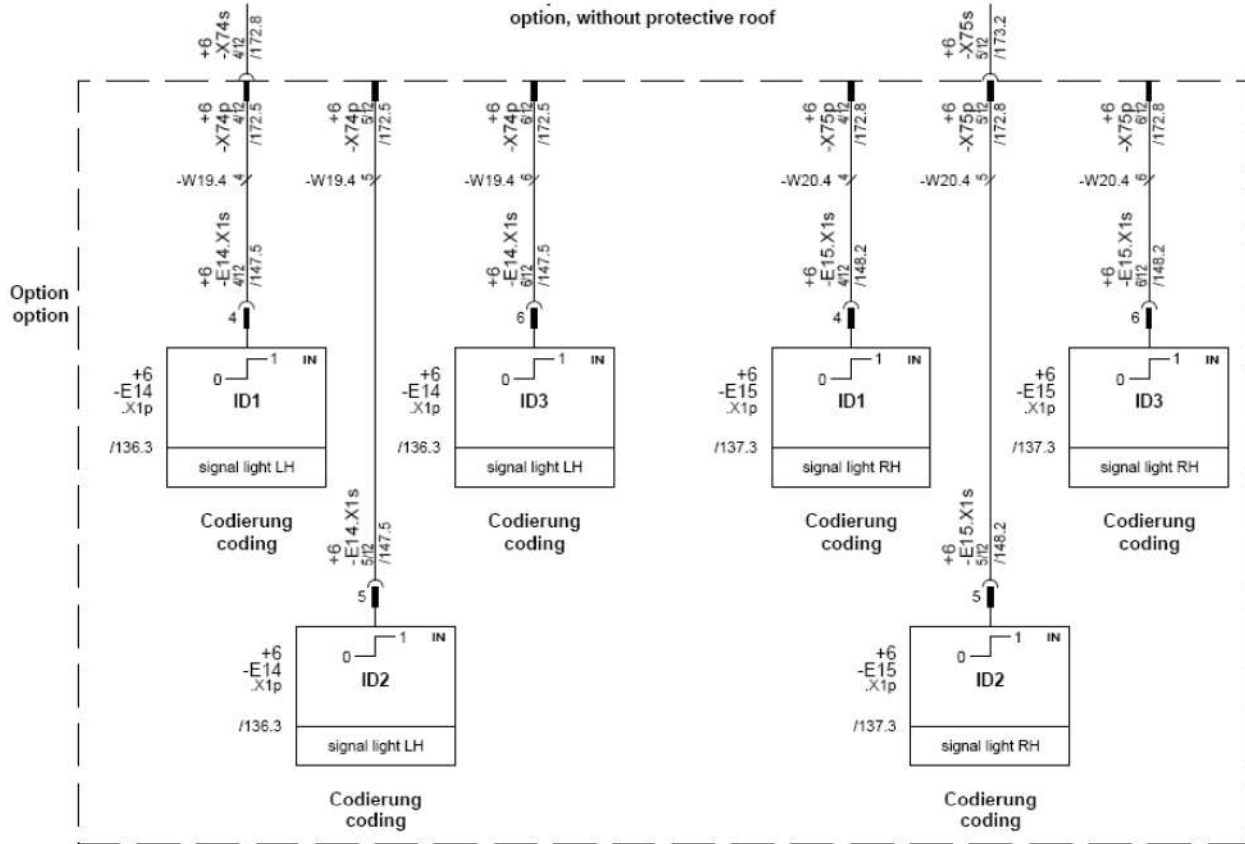 option, without protective roof
+6
-X74s
4/12
/172.8
+6
-X75s
5/12
/173.2
+6
-X74p
4/12
/172.5
+6
-X74p
5/12
/172.5
+6
-X74p
6/12
/172.5
+6
-X75p
4/12
/172.8
+6
-X75p
5/12
/172.8
+6
-X75p
6/12
/172.8
-W19.4 4
-W19.4 5
-W19.4 6
-W20.4 4
-W20.4 5
-W20.4 6
+6
-E14.X1s
4/12
/147.5
+6
-E14.X1s
6/12
/147.5
+6
-E15.X1s
4/12
/148.2
+6
-E15.X1s
6/12
/148.2
Option
option
4
6
4
6
+6
-E14
.X1p
/136.3
0 1 IN
ID1
signal light LH
Codierung
coding
+6
-E14
.X1p
/136.3
0 1 IN
ID3
signal light LH
Codierung
coding
+6
-E15
.X1p
/137.3
0 1 IN
ID1
signal light RH
Codierung
coding
+6
-E15
.X1p
/137.3
0 1 IN
ID3
signal light RH
Codierung
coding
+6
-E14.X1s
5/12
/147.5
5
+6
-E14
.X1p
/136.3
0 1 IN
ID2
signal light LH
Codierung
coding
+6
-E15.X1s
5/12
/148.2
5
+6
-E15
.X1p
/137.3
0 1 IN
ID2
signal light RH
Codierung
coding